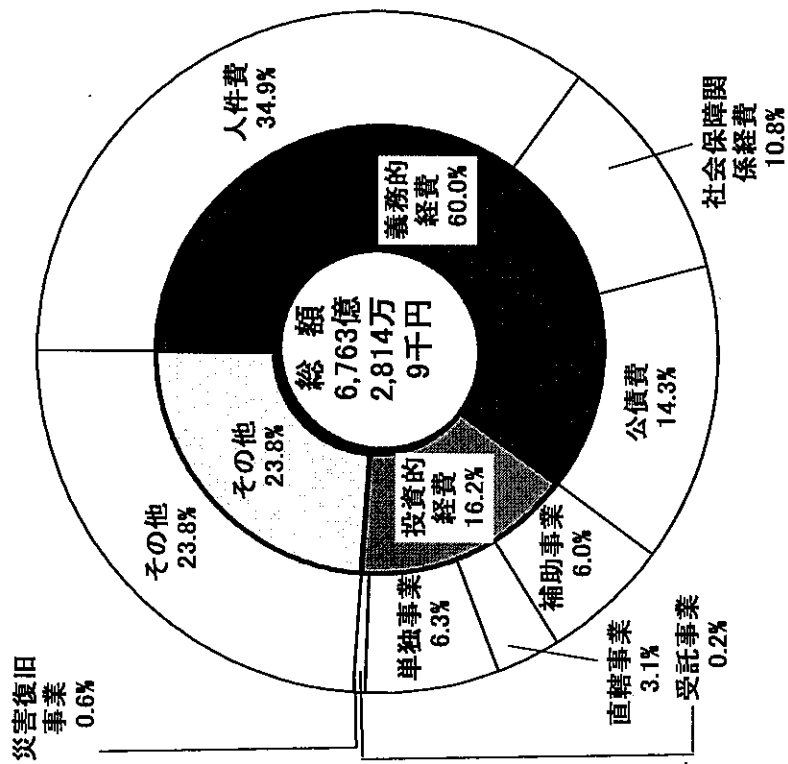 総　額
6,763億
2,814万
9千円
義務的
経費
60.0%
投資的
経費
16.2%
その他
23.8%
人件費
34.9%
社会保障関
係経費
10.8%
公債費
14.3%
補助事業
6.0%
直轄事業
3.1%
単独事業
6.3%
受託事業
0.2%
災害復旧
事業
0.6%
その他
23.8%